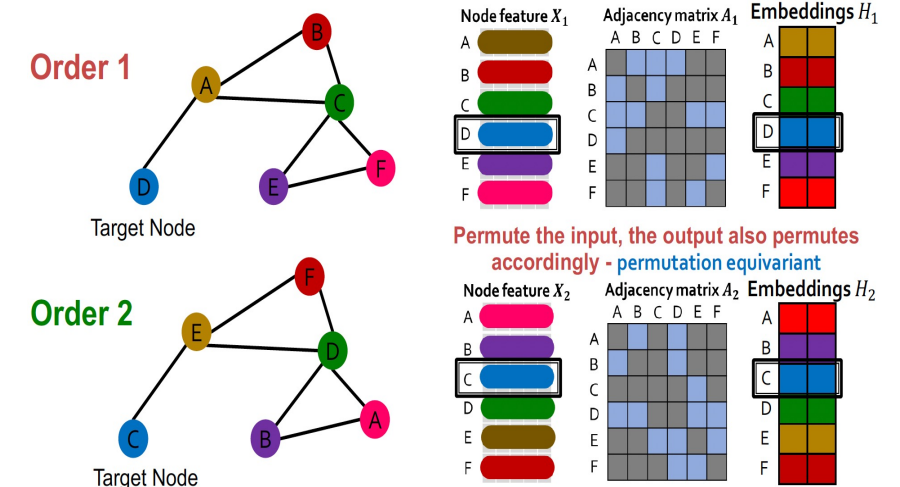 Order 1
B
A
C
F
D
E
Target Node
Node feature X₁
A
B
C
D
E
F
Adjacency matrix A₁
A B C D E F
A
B
C
D
E
F
Embeddings H₁
A
B
C
D
E
F
Permute the input, the output also permutes
accordingly - permutation equivariant
Order 2
F
E
D
A
C
B
Target Node
Node feature X₂
A
B
C
D
E
F
Adjacency matrix A₂
A B C D E F
A
B
C
D
E
F
Embeddings H₂
A
B
C
D
E
F